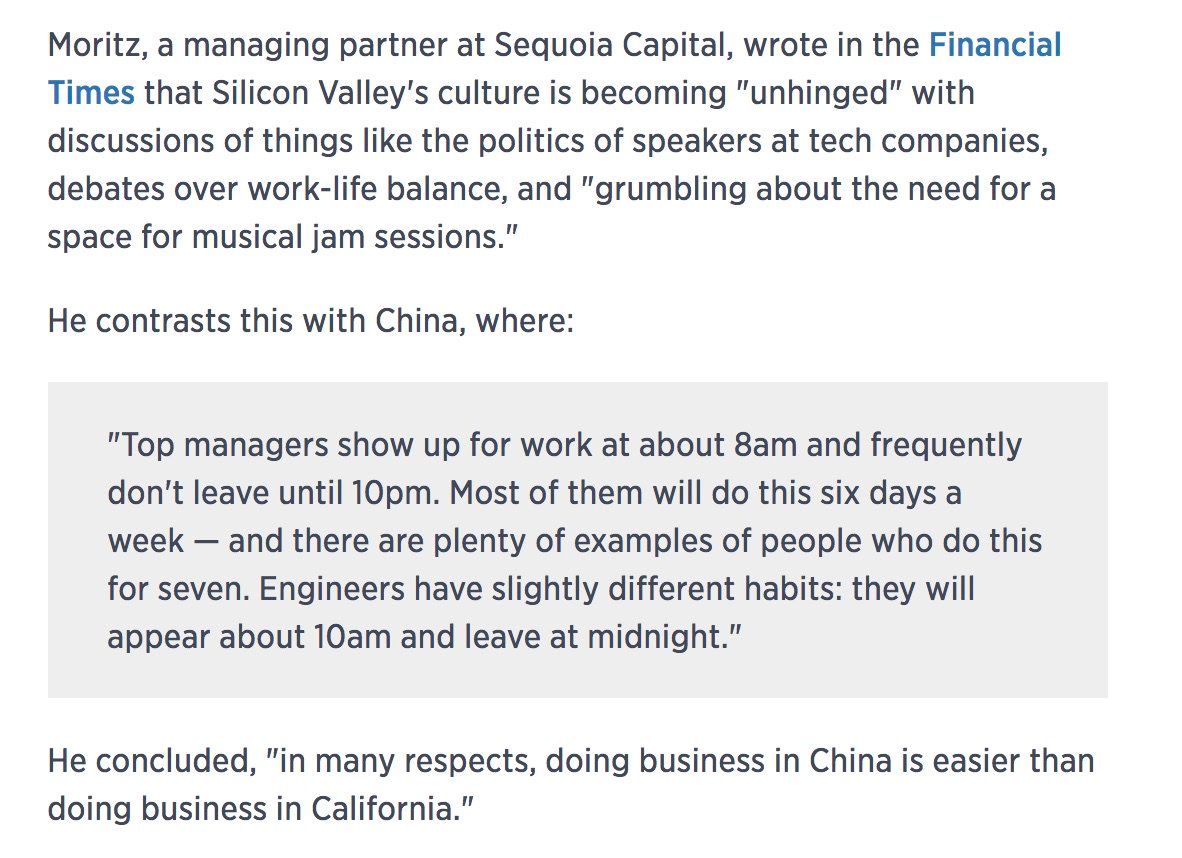 Moritz, a managing partner at Sequoia Capital, wrote in the Financial
Times that Silicon Valley's culture is becoming "unhinged" with
discussions of things like the politics of speakers at tech companies,
debates over work-life balance, and "grumbling about the need for a
space for musical jam sessions."
He contrasts this with China, where:
"Top managers show up for work at about 8am and frequently
don't leave until 10pm. Most of them will do this six days a
week — and there are plenty of examples of people who do this
for seven. Engineers have slightly different habits: they will
appear about 10am and leave at midnight."
He concluded, "in many respects, doing business in China is easier than
doing business in California."